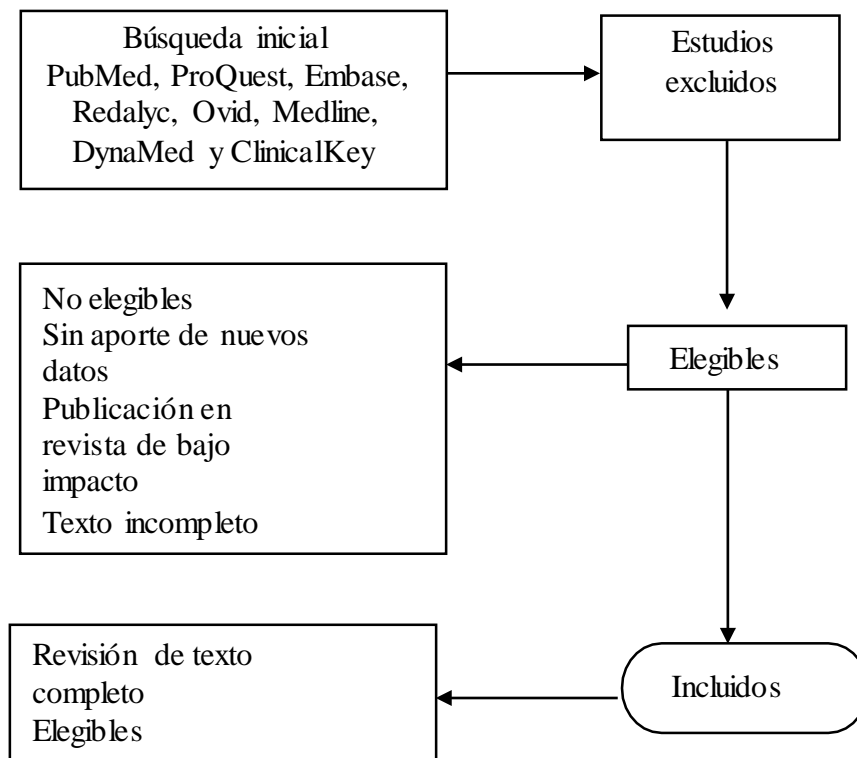 Búsqueda inicial
PubMed, ProQuest, Embase,
Redalyc, Ovid, Medline,
DynaMed y ClinicalKey
Estudios
excluidos
No elegibles
Sin aporte de nuevos
datos
Publicación en
revista de bajo
impacto
Texto incompleto
Elegibles
Revisión de texto
completo
Elegibles
Incluidos